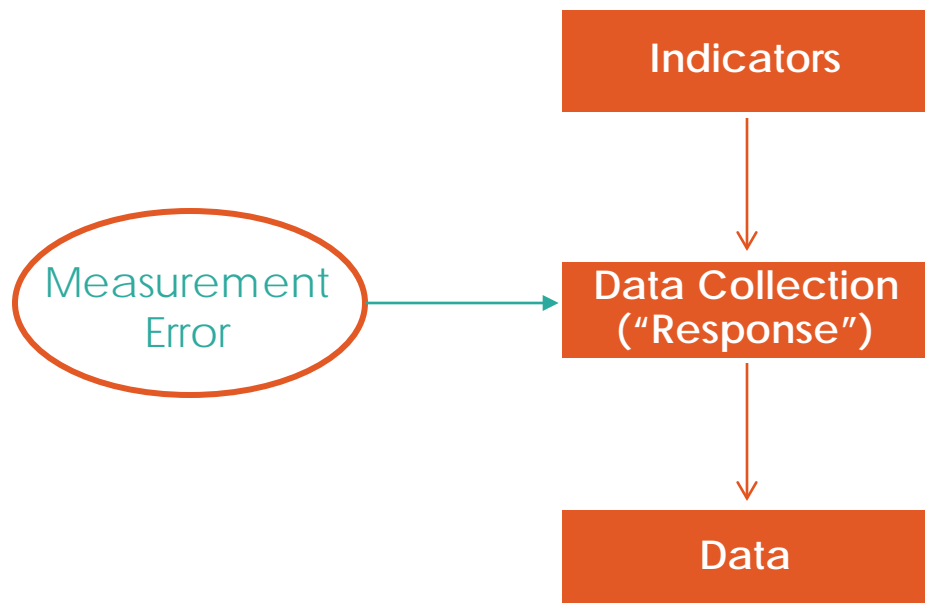 Indicators
Measurement
Error
Data Collection
(“Response”)
Data